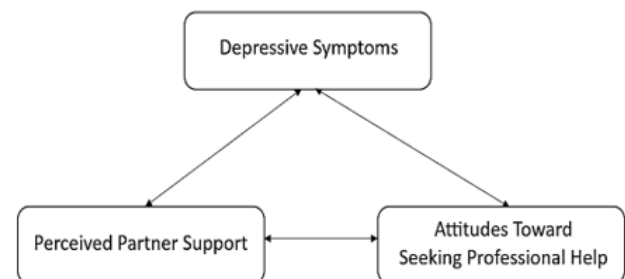 Depressive Symptoms
Perceived Partner Support
Attitudes Toward
Seeking Professional Help